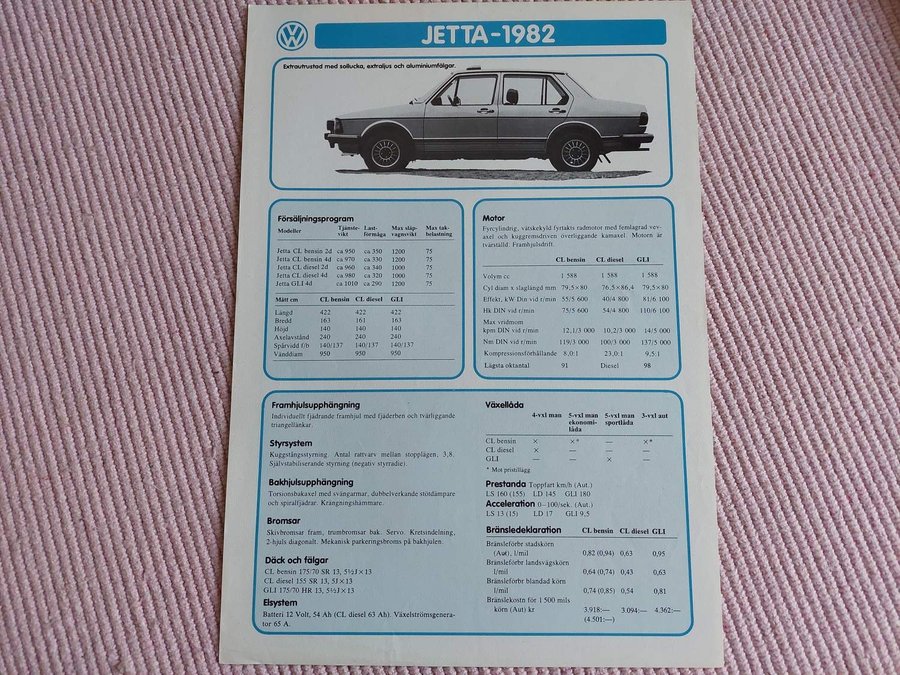 JETTA-1982
Extrautrustad med sollucka, extraljus och aluminiumfälgar.
Försäljningsprogram
Modeller Tjänste-vikt Last-förmåga Max släp-vagnsvikt Max tak-belastning
Jetta CL bensin 2d ca 950 ca 350 1200 75
Jetta CL bensin 4d ca 970 ca 330 1200 75
Jetta CL diesel 2d ca 960 ca 340 1000 75
Jetta CL diesel 4d ca 980 ca 320 1000 75
Jetta GLI 4d ca 1010 ca 290 1200 75
Mått cm CL bensin CL diesel GLI
Längd 422 422 422
Bredd 163 161 163
Höjd 140 140 140
Axelavstånd 240 240 240
Spårvidd f/b 140/137 140/137 140/137
Vänddiam 950 950 950
Motor
Fyrcylindrig, vätskekyld fyrtakts radmotor med femlagrad vev-
axel och kuggremsdriven överliggande kamaxel. Motorn är
tvärställd. Framhjulsdrift.
CL bensin CL diesel GLI
Volym cc 1 588 1 588 1 588
Cyl diam x slaglängd mm 79,5×80 76,5×86,4 79,5×80
Effekt, kW Din vid r/min 55/5 600 40/4 800 81/6 100
Hk DIN vid r/min 75/5 600 54/4 800 110/6 100
Max vridmom
kpm DIN vid r/min 12,1/3 000 10,2/3 000 14/5 000
Nm DIN vid r/min 119/3 000 100/3 000 137/5 000
Kompressionsförhållande 8,0:1 23,0:1 9,5:1
Lägsta oktantal 91 Diesel 98
Framhjulsupphängning
Individuellt fjädrande framhjul med fjäderben och tvärliggande
triangellänkar.
Styrsystem
Kuggstångsstyrning. Antal rattvarv mellan stopplägen, 3,8.
Självstabiliserande styrning (negativ styrradie).
Bakhjulsupphängning
Torsionsbakaxel med svängarmar, dubbelverkande stötdämpare
och spiralfjädrar. Krängningshämmare.
Bromsar
Skivbromsar fram, trumbromsar bak. Servo. Kretsindelning,
2-hjuls diagonalt. Mekanisk parkeringsbroms på bakhjulen.
Däck och fälgar
CL bensin 175/70 SR 13, 5½J×13
CL diesel 155 SR 13, 5J×13
GLI 175/70 HR 13, 5½J×13
Elsystem
Batteri 12 Volt, 54 Ah (CL diesel 63 Ah). Växelströmsgenera-
tor 65 A.
Växellåda
4-vxl man 5-vxl man ekonomi-låda 5-vxl man sportlåda 3-vxl aut
CL bensin × ×* — ×*
CL diesel × — — —
GLI — — × —
* Mot pristillägg
Prestanda Toppfart km/h (Aut.)
LS 160 (155) LD 145 GLI 180
Acceleration 0–100/sek. (Aut.)
LS 13 (15) LD 17 GLI 9,5
Bränsledeklaration CL bensin CL diesel GLI
Bränsleförbr stadskörn
(Aut), l/mil 0,82 (0,94) 0,63 0,95
Bränsleförbr landsvägskörn
l/mil 0,64 (0,74) 0,43 0,63
Bränsleförbr blandad körn
l/mil 0,74 (0,85) 0,54 0,81
Bränslekostn för 1 500 mils
körn (Aut) kr 3.918:— 3.094:— 4.362:—
(4.501:—)